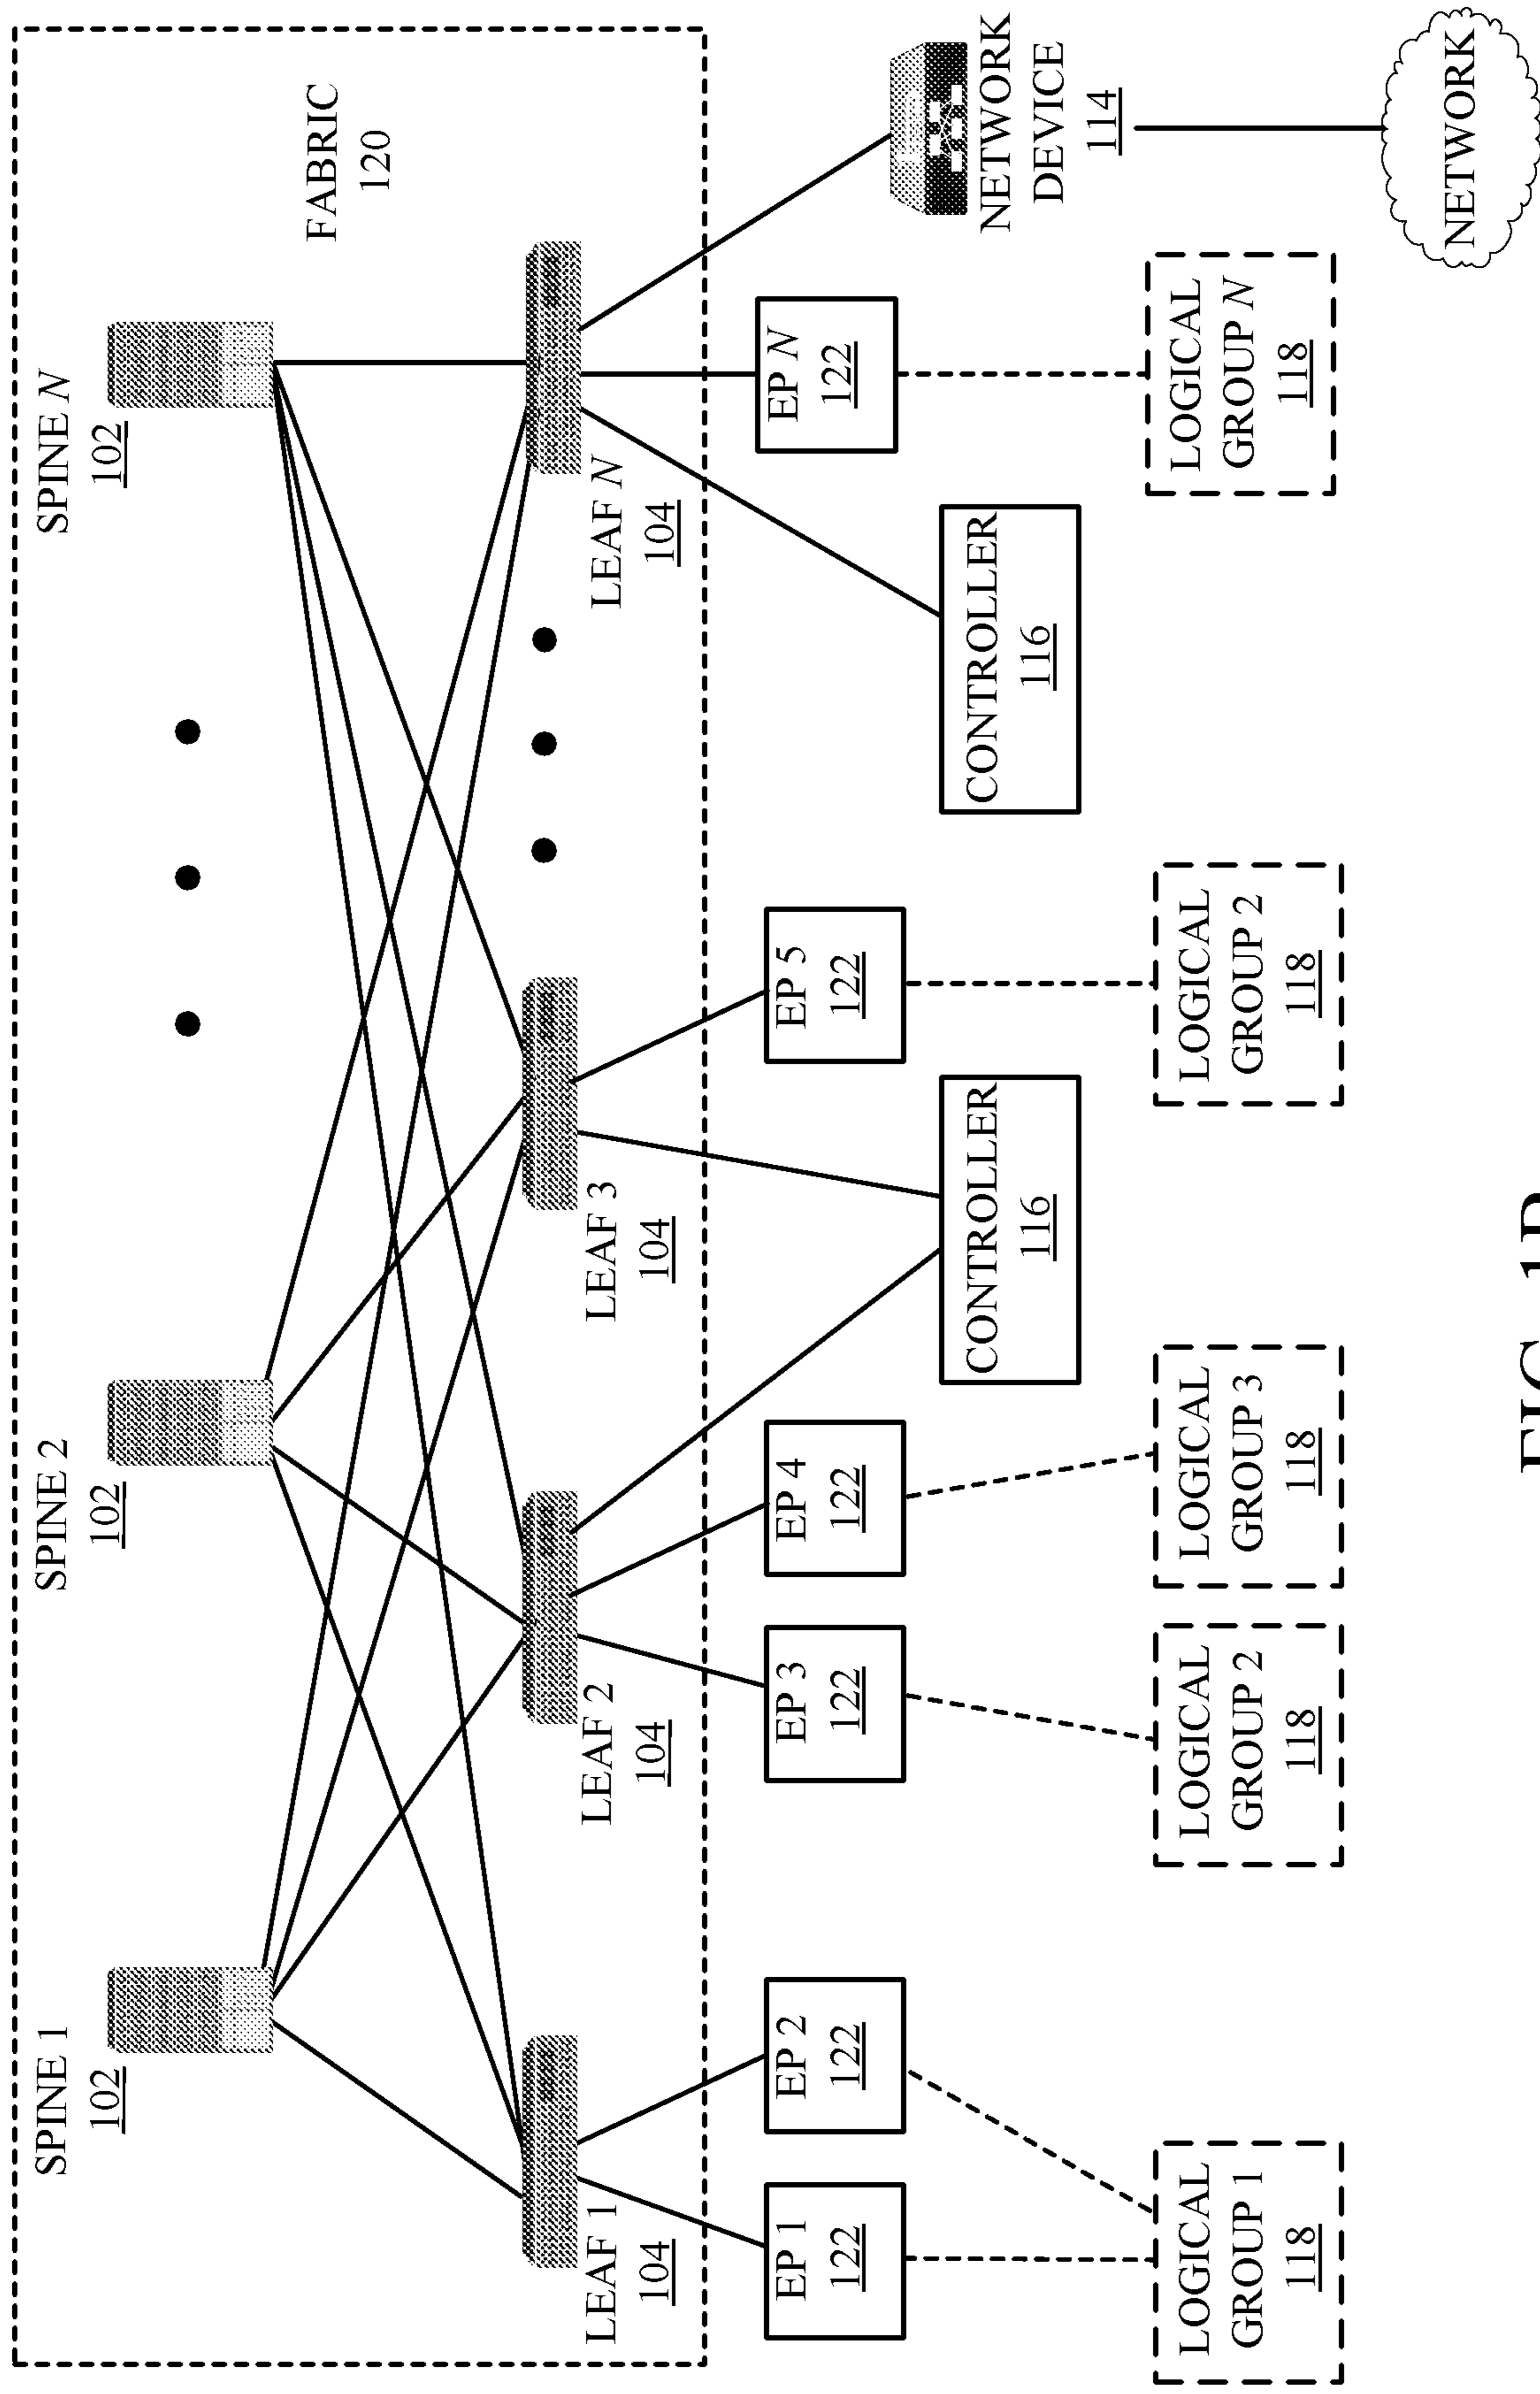 SPINE 1
102
SPINE 2
102
SPINE N
102
FABRIC
120
LEAF 1
104
LEAF 2
104
LEAF 3
104
LEAF N
104
EP 1
122
EP 2
122
EP 3
122
EP 4
122
EP 5
122
EP N
122
CONTROLLER
116
CONTROLLER
116
NETWORK
DEVICE
114
LOGICAL
GROUP 1
118
LOGICAL
GROUP 2
118
LOGICAL
GROUP 3
118
LOGICAL
GROUP 2
118
LOGICAL
GROUP N
118
NETWORK